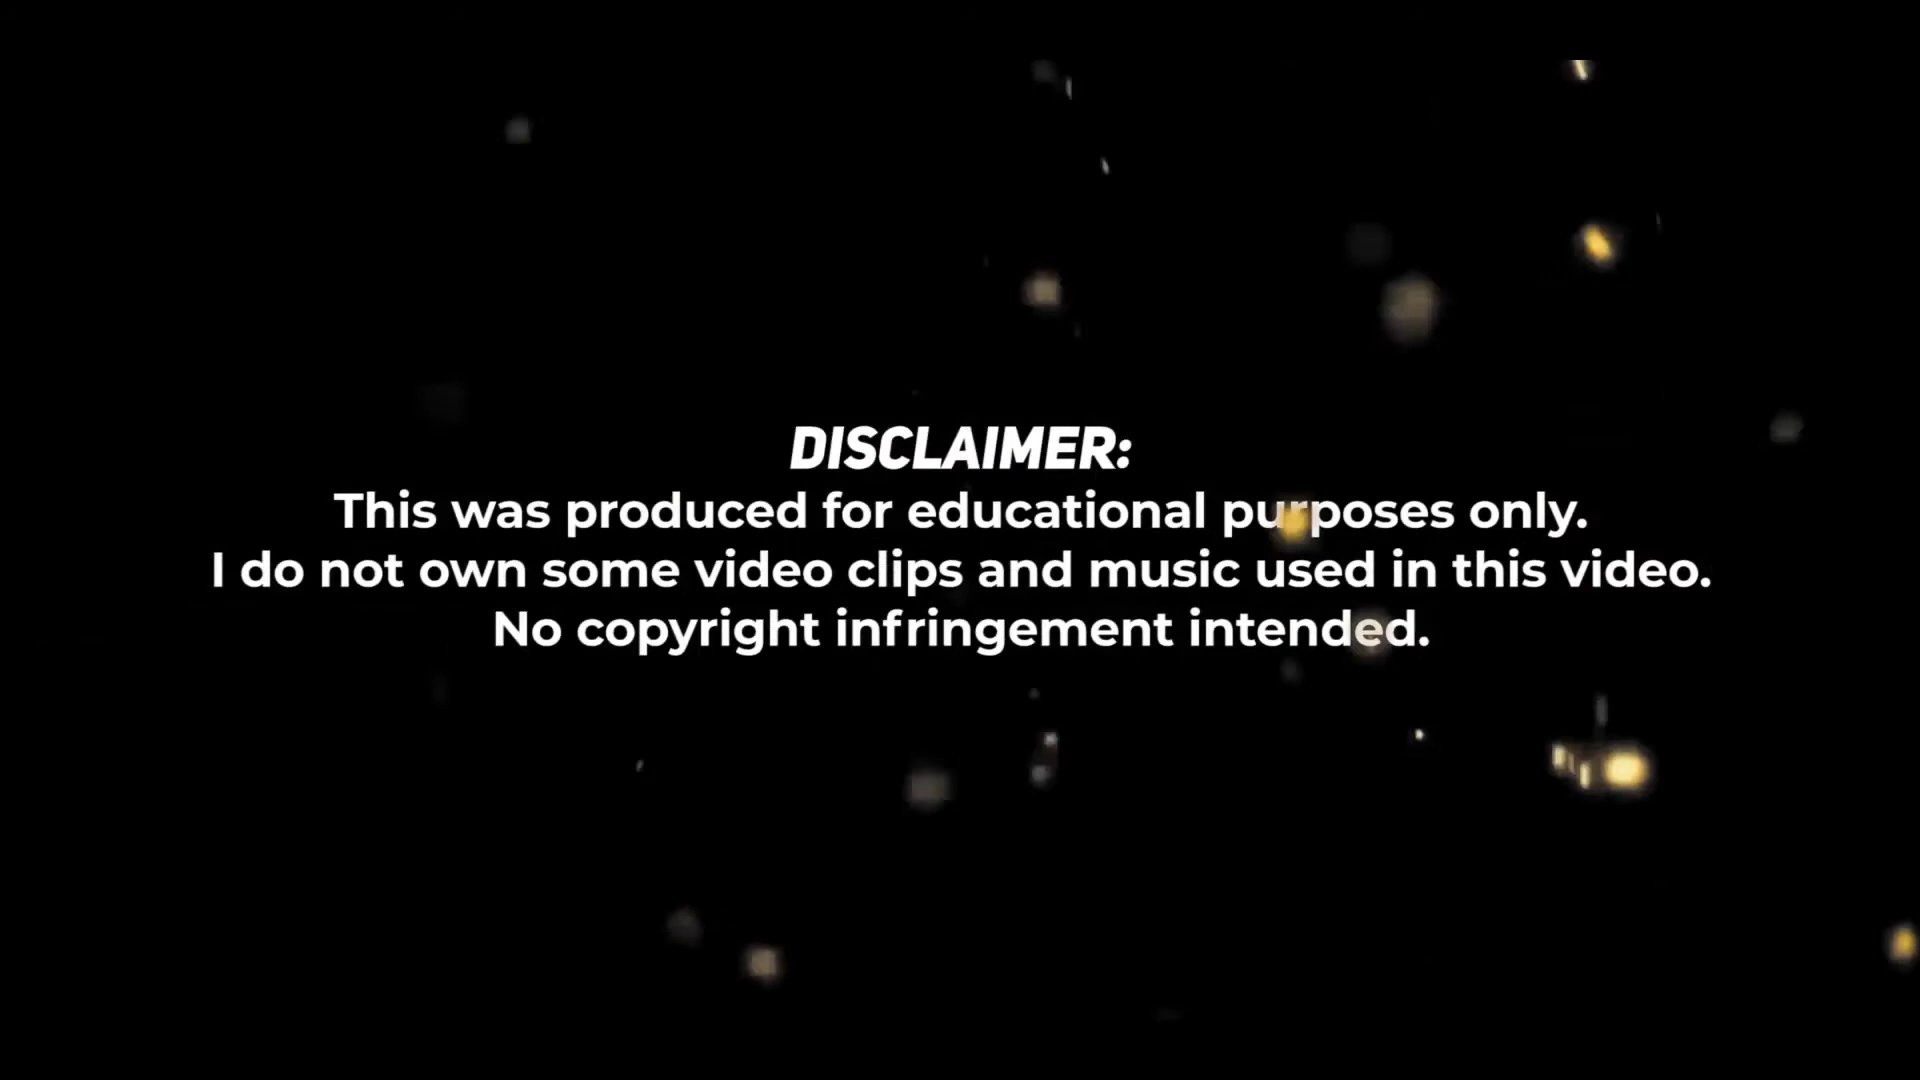 DISCLAIMER:
This was produced for educational purposes only.
I do not own some video clips and music used in this video.
No copyright infringement intended.